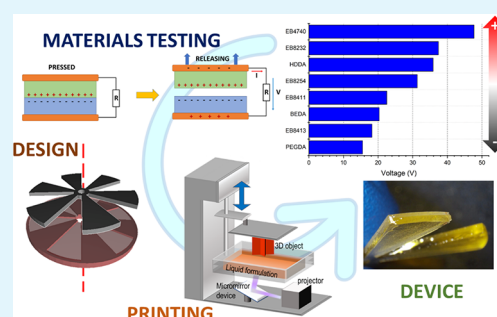 MATERIALS TESTING
PRESSED
R
RELEASING
I
R
V
EB4740
EB8232
HDDA
EB8254
EB8411
BEDA
EB8413
PEGDA
0 10 20 30 40 50
Voltage (V)
+
-
DESIGN
3D object
Liquid formulation
Micromirror
device
projector
PRINTING
DEVICE